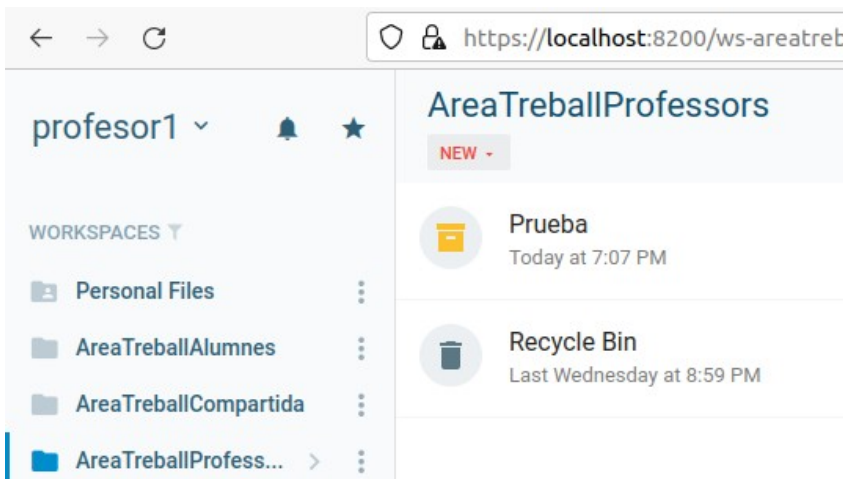 https://localhost:8200/ws-areatreb
profesor1
WORKSPACES
Personal Files
AreaTreballAlumnes
AreaTreballCompartida
AreaTreballProfess...
AreaTreballProfessors
NEW
Prueba
Today at 7:07 PM
Recycle Bin
Last Wednesday at 8:59 PM